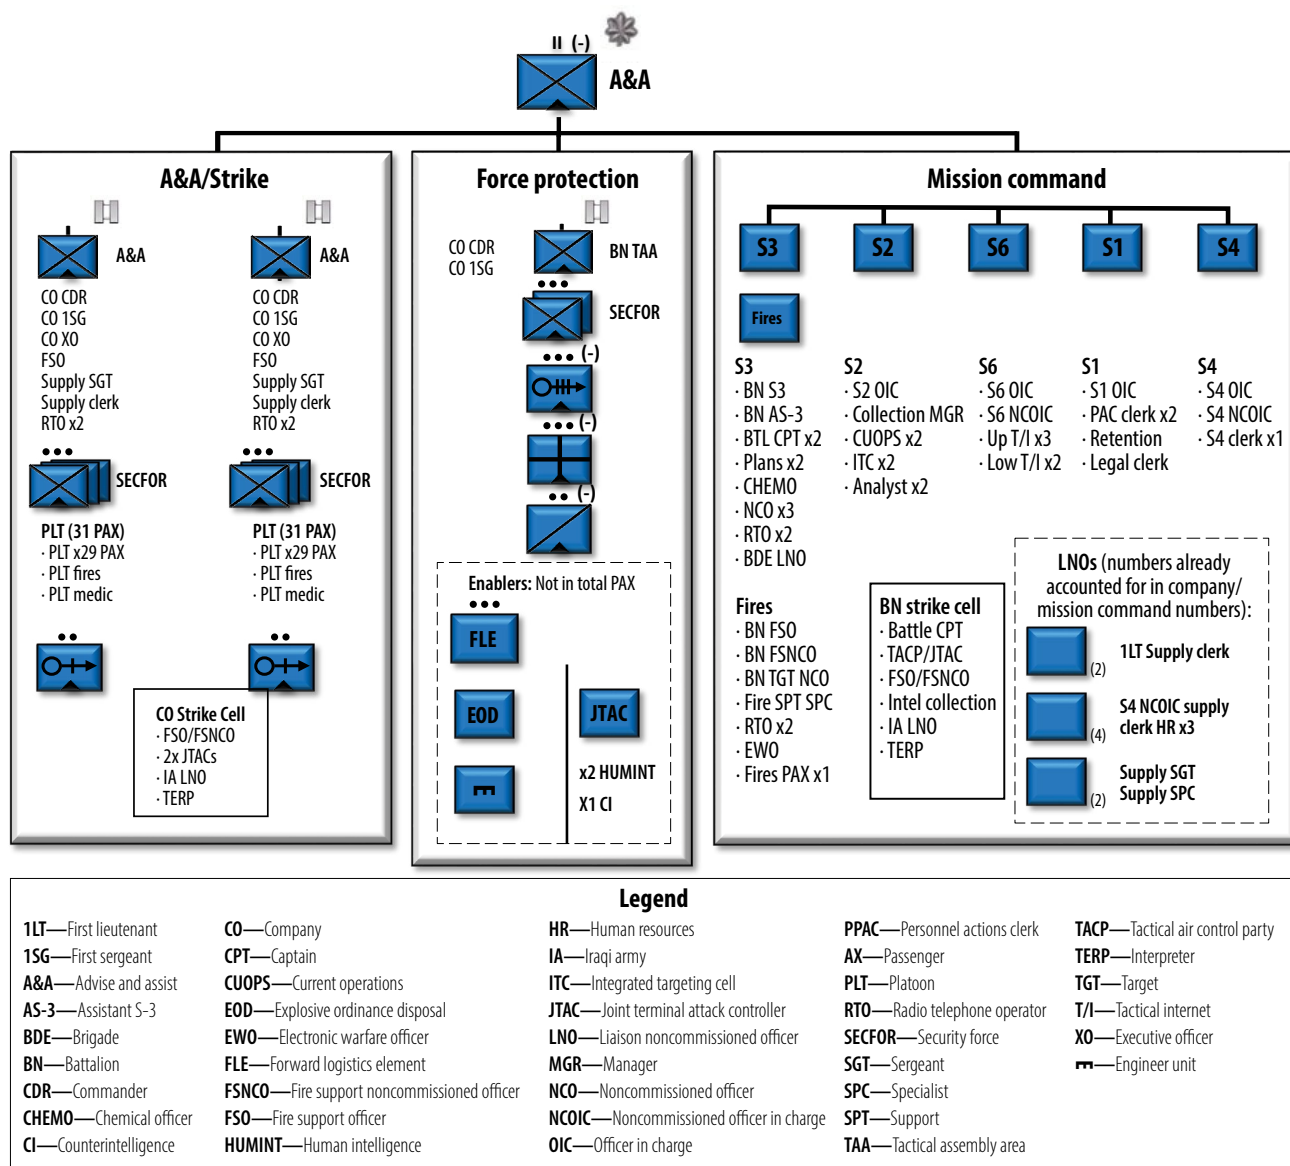 II (-)
A&A
A&A/Strike
A&A
A&A
CO CDR
CO 1SG
CO XO
FSO
Supply SGT
Supply clerk
RTO x2
CO CDR
CO 1SG
CO XO
FSO
Supply SGT
Supply clerk
RTO x2
SECFOR
SECFOR
PLT (31 PAX)
· PLT x29 PAX
· PLT fires
· PLT medic
PLT (31 PAX)
· PLT x29 PAX
· PLT fires
· PLT medic
CO Strike Cell
· FSO/FSNCO
· 2x JTACs
· IA LNO
· TERP
Force protection
CO CDR
CO 1SG
BN TAA
SECFOR
(-)
(-)
(-)
Enablers: Not in total PAX
FLE
EOD
JTAC
x2 HUMINT
X1 CI
Mission command
S3
S2
S6
S1
S4
Fires
S3
· BN S3
· BN AS-3
· BTL CPT x2
· Plans x2
· CHEMO
· NCO x3
· RTO x2
· BDE LNO
S2
· S2 OIC
· Collection MGR
· CUOPS x2
· ITC x2
· Analyst x2
S6
· S6 OIC
· S6 NCOIC
· Up T/I x3
· Low T/I x2
S1
· S1 OIC
· PAC clerk x2
· Retention
· Legal clerk
S4
· S4 OIC
· S4 NCOIC
· S4 clerk x1
Fires
· BN FSO
· BN FSNCO
· BN TGT NCO
· Fire SPT SPC
· RTO x2
· EWO
· Fires PAX x1
BN strike cell
· Battle CPT
· TACP/JTAC
· FSO/FSNCO
· Intel collection
· IA LNO
· TERP
LNOs (numbers already
accounted for in company/
mission command numbers):
(2)
1LT Supply clerk
(4)
S4 NCOIC supply
clerk HR x3
(2)
Supply SGT
Supply SPC
Legend
1LT—First lieutenant
1SG—First sergeant
A&A—Advise and assist
AS-3—Assistant S-3
BDE—Brigade
BN—Battalion
CDR—Commander
CHEMO—Chemical officer
CI—Counterintelligence
CO—Company
CPT—Captain
CUOPS—Current operations
EOD—Explosive ordinance disposal
EWO—Electronic warfare officer
FLE—Forward logistics element
FSNCO—Fire support noncommissioned officer
FSO—Fire support officer
HUMINT—Human intelligence
HR—Human resources
IA—Iraqi army
ITC—Integrated targeting cell
JTAC—Joint terminal attack controller
LNO—Liaison noncommissioned officer
MGR—Manager
NCO—Noncommissioned officer
NCOIC—Noncommissioned officer in charge
OIC—Officer in charge
PPAC—Personnel actions clerk
AX—Passenger
PLT—Platoon
RTO—Radio telephone operator
SECFOR—Security force
SGT—Sergeant
SPC—Specialist
SPT—Support
TAA—Tactical assembly area
TACP—Tactical air control party
TERP—Interpreter
TGT—Target
T/I—Tactical internet
XO—Executive officer
—Engineer unit